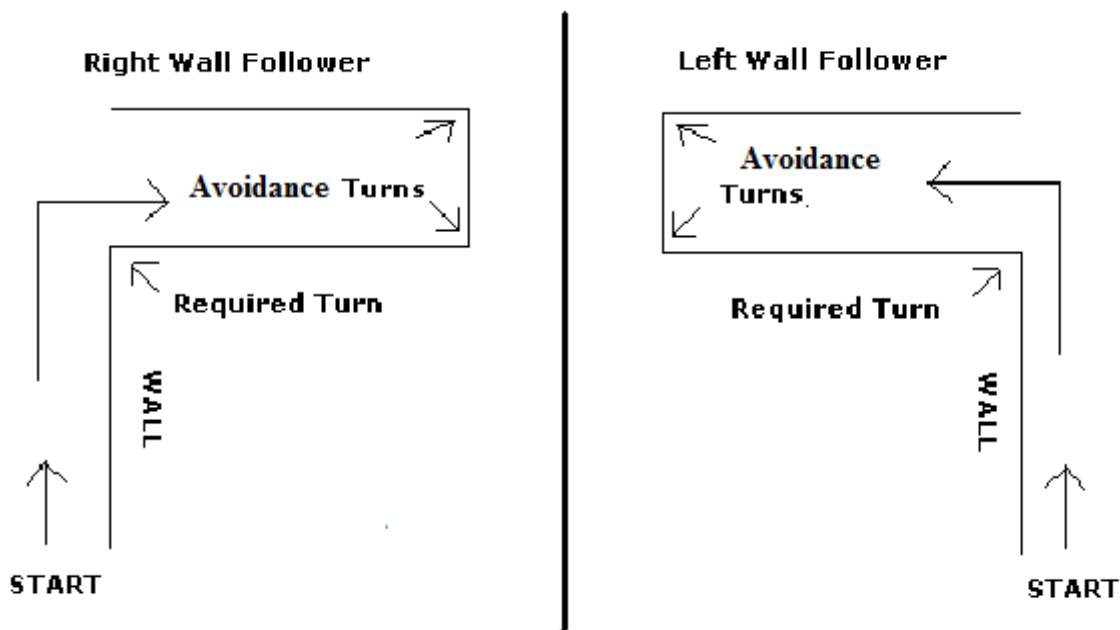 Right Wall Follower
Avoidance Turns
Required Turn
WALL
START
Left Wall Follower
Avoidance
Turns.
Required Turn
WALL
START